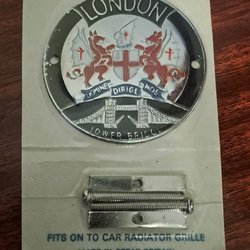 LONDON
DOMINE DIRIGE NOS
TOWER BRIDGE
FITS ON TO CAR RADIATOR GRILLE